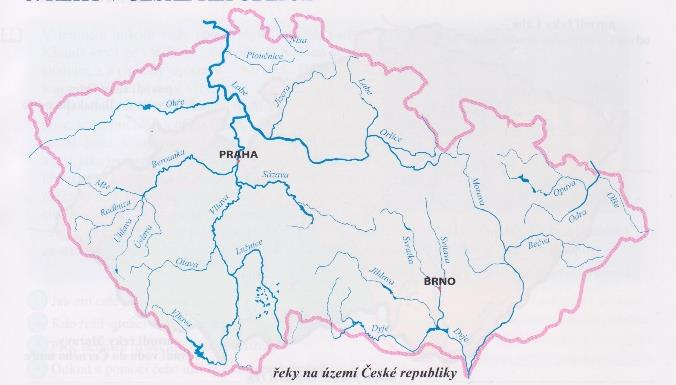 Nisa
Ploučnice
Labe
Jizera
Labe
Ohře
Orlice
PRAHA
Berounka
Mže
Radbuza
Úhlava
Úslava
Sázava
Vltava
Morava
Opava
Odra
Olše
Lužnice
Otava
Svratka
Svitava
Bečva
Jihlava
BRNO
Vltava
Dyje
Dyje
řeky na území České republiky